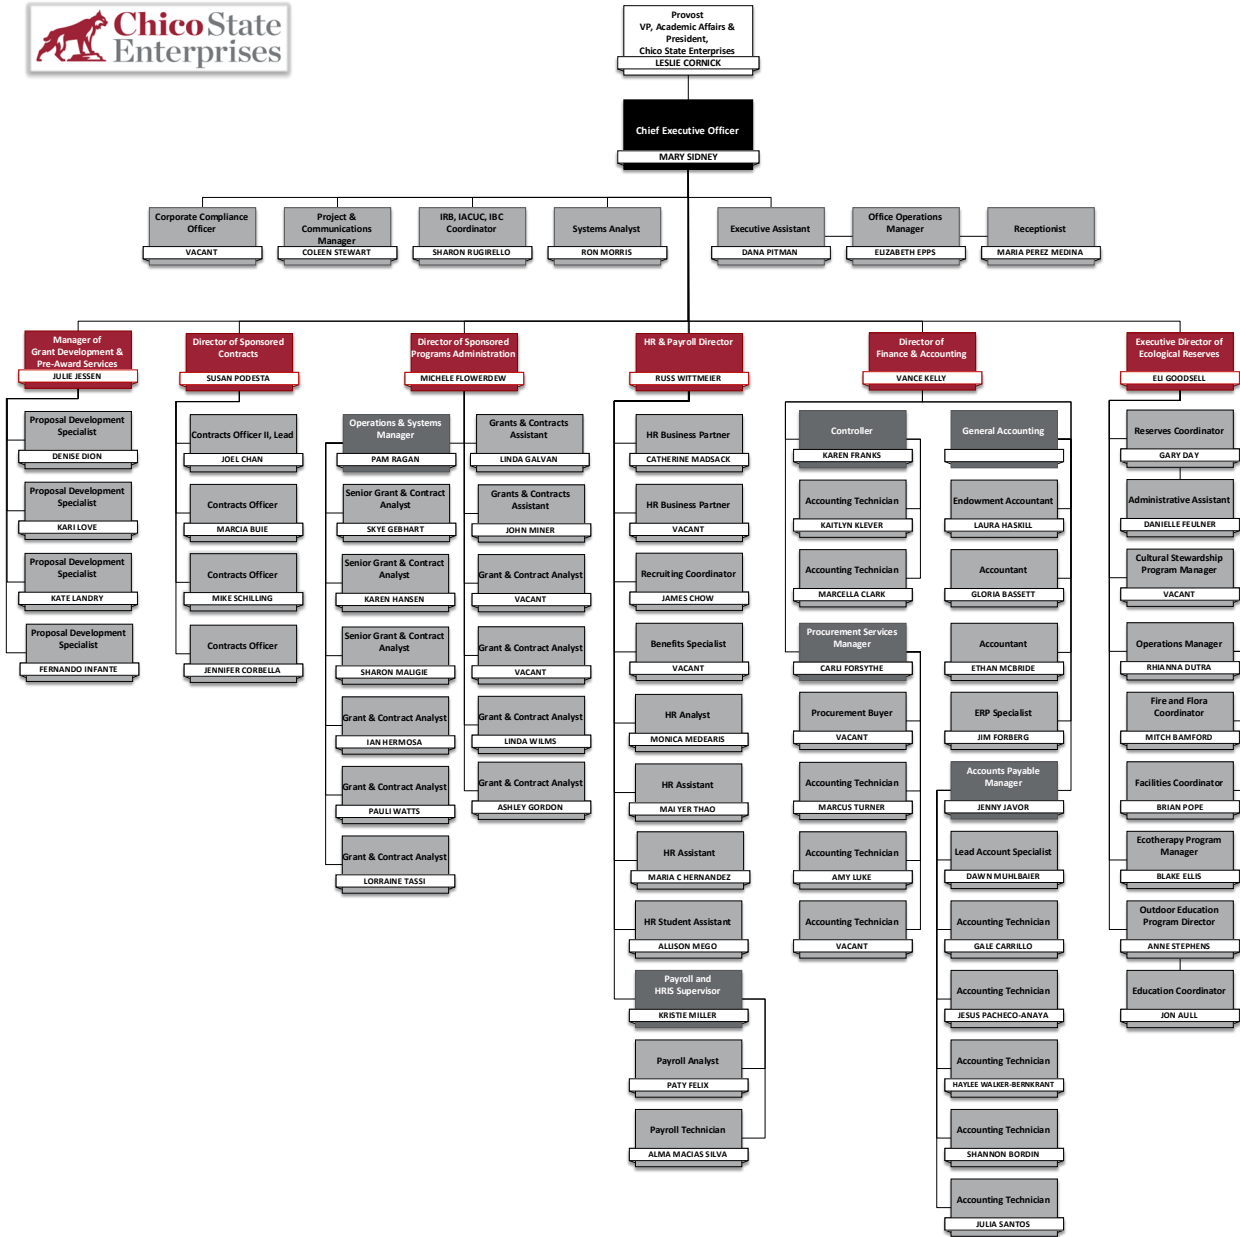 Chico State
Enterprises
Provost
VP, Academic Affairs &
President,
Chico State Enterprises
LESLIE CORNICK
Chief Executive Officer
MARY SIDNEY
Corporate Compliance
Officer
VACANT
Project &
Communications
Manager
COLEEN STEWART
IRB, IACUC, IBC
Coordinator
SHARON RUGIRELLO
Systems Analyst
RON MORRIS
Executive Assistant
DANA PITMAN
Office Operations
Manager
ELIZABETH EPPS
Receptionist
MARIA PEREZ MEDINA
Manager of
Grant Development &
Pre-Award Services
JULIE JESSEN
Proposal Development
Specialist
DENISE DION
Proposal Development
Specialist
KARI LOVE
Proposal Development
Specialist
KATE LANDRY
Proposal Development
Specialist
FERNANDO INFANTE
Director of Sponsored
Contracts
SUSAN PODESTA
Contracts Officer II, Lead
JOEL CHAN
Contracts Officer
MARCIA BUIE
Contracts Officer
MIKE SCHILLING
Contracts Officer
JENNIFER CORBELLA
Director of Sponsored
Programs Administration
MICHELE FLOWERDEW
Operations & Systems
Manager
PAM RAGAN
Senior Grant & Contract
Analyst
SKYE GEBHART
Senior Grant & Contract
Analyst
KAREN HANSEN
Senior Grant & Contract
Analyst
SHARON MALIGIE
Grant & Contract Analyst
IAN HERMOSA
Grant & Contract Analyst
PAULI WATTS
Grant & Contract Analyst
LORRAINE TASSI
Grants & Contracts
Assistant
LINDA GALVAN
Grants & Contracts
Assistant
JOHN MINER
Grant & Contract Analyst
VACANT
Grant & Contract Analyst
VACANT
Grant & Contract Analyst
LINDA WILMS
Grant & Contract Analyst
ASHLEY GORDON
HR & Payroll Director
RUSS WITTMEIER
HR Business Partner
CATHERINE MADSACK
HR Business Partner
VACANT
Recruiting Coordinator
JAMES CHOW
Benefits Specialist
VACANT
HR Analyst
MONICA MEDEARIS
HR Assistant
MAI YER THAO
HR Assistant
MARIA C HERNANDEZ
HR Student Assistant
ALLISON MEGO
Payroll and
HRIS Supervisor
KRISTIE MILLER
Payroll Analyst
PATY FELIX
Payroll Technician
ALMA MACIAS SILVA
Director of
Finance & Accounting
VANCE KELLY
Controller
KAREN FRANKS
Accounting Technician
KAITLYN KLEVER
Accounting Technician
MARCELLA CLARK
Procurement Services
Manager
CARLI FORSYTHE
Procurement Buyer
VACANT
Accounting Technician
MARCUS TURNER
Accounting Technician
AMY LUKE
Accounting Technician
VACANT
General Accounting
Endowment Accountant
LAURA HASKILL
Accountant
GLORIA BASSETT
Accountant
ETHAN MCBRIDE
ERP Specialist
JIM FORBERG
Accounts Payable
Manager
JENNY JAVOR
Lead Account Specialist
DAWN MUHLBAIER
Accounting Technician
GALE CARRILLO
Accounting Technician
JESUS PACHECO-ANAYA
Accounting Technician
HAYLEE WALKER-BERNKRANT
Accounting Technician
SHANNON BORDIN
Accounting Technician
JULIA SANTOS
Executive Director of
Ecological Reserves
ELI GOODSELL
Reserves Coordinator
GARY DAY
Administrative Assistant
DANIELLE FEULNER
Cultural Stewardship
Program Manager
VACANT
Operations Manager
RHIANNA DUTRA
Fire and Flora
Coordinator
MITCH BAMFORD
Facilities Coordinator
BRIAN POPE
Ecotherapy Program
Manager
BLAKE ELLIS
Outdoor Education
Program Director
ANNE STEPHENS
Education Coordinator
JON AULL